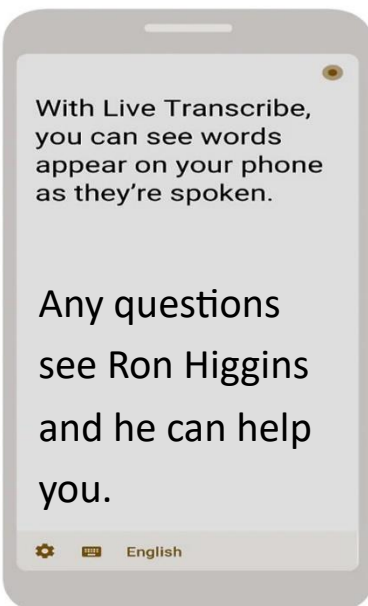 With Live Transcribe,
you can see words
appear on your phone
as they’re spoken.
Any questions
see Ron Higgins
and he can help
you.
English